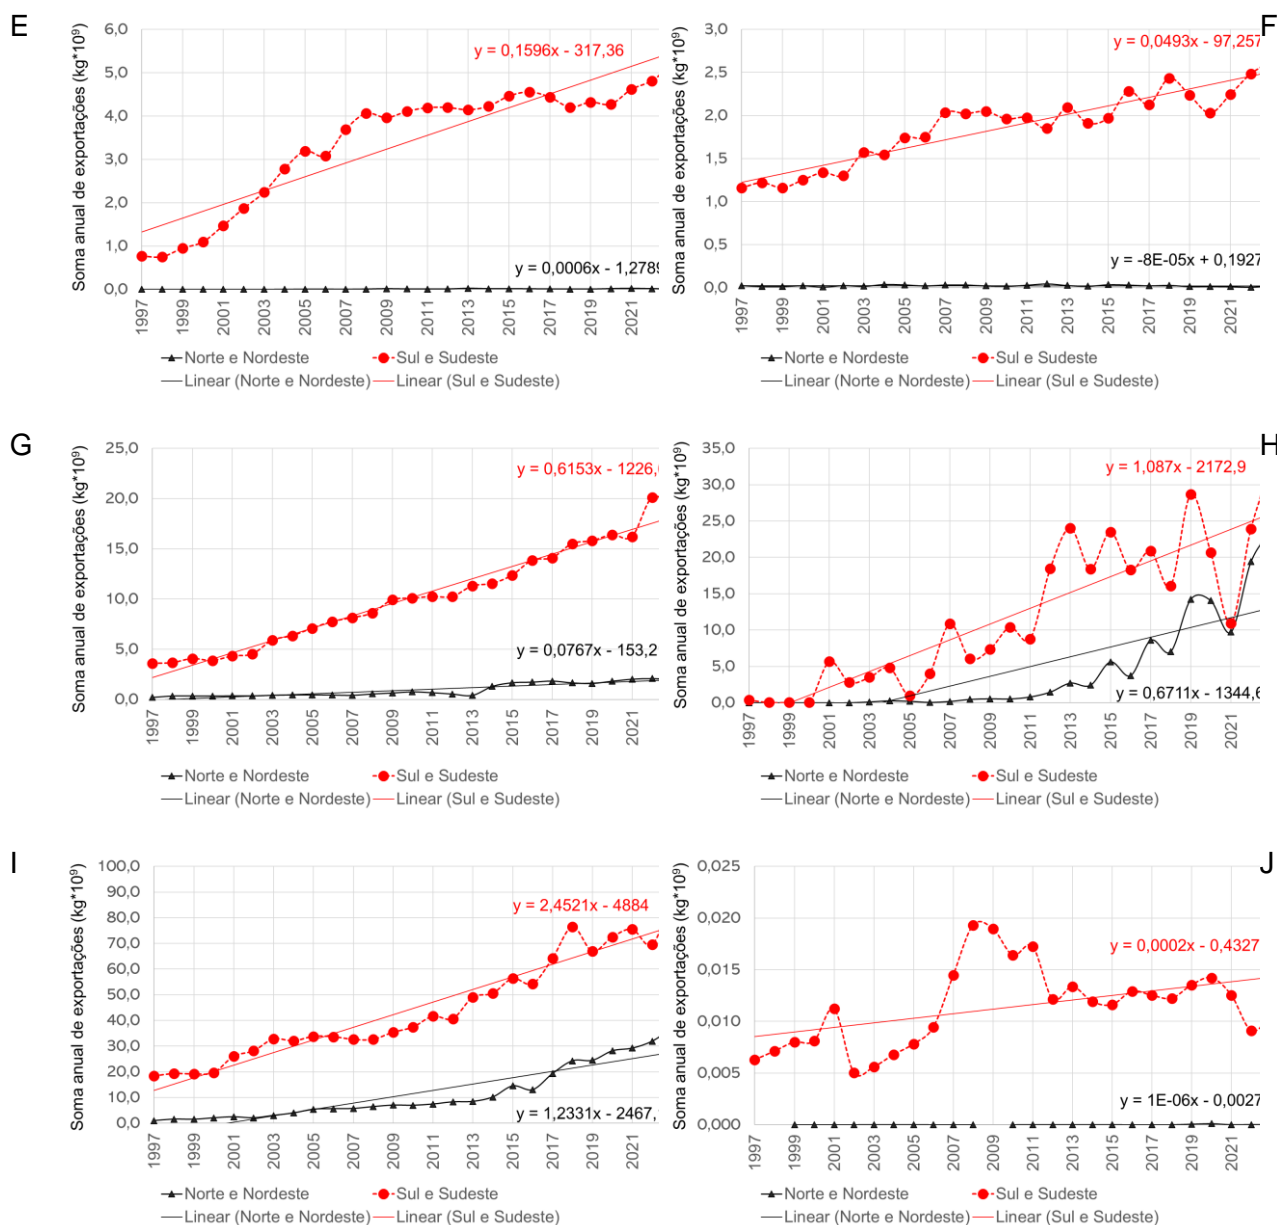 E
Soma anual de exportações (kg*10⁹)
6,0
5,0
4,0
3,0
2,0
1,0
0,0
y = 0,1596x - 317,36
y = 0,0006x - 1,2789
1997 1999 2001 2003 2005 2007 2009 2011 2013 2015 2017 2019 2021
Norte e Nordeste Sul e Sudeste
Linear (Norte e Nordeste) Linear (Sul e Sudeste)
F
Soma anual de exportações (kg*10⁹)
3,0
2,5
2,0
1,5
1,0
0,5
0,0
y = 0,0493x - 97,257
y = -8E-05x + 0,1927
1997 1999 2001 2003 2005 2007 2009 2011 2013 2015 2017 2019 2021
Norte e Nordeste Sul e Sudeste
Linear (Norte e Nordeste) Linear (Sul e Sudeste)
G
Soma anual de exportações (kg*10⁹)
25,0
20,0
15,0
10,0
5,0
0,0
y = 0,6153x - 1226,
y = 0,0767x - 153,2
1997 1999 2001 2003 2005 2007 2009 2011 2013 2015 2017 2019 2021
Norte e Nordeste Sul e Sudeste
Linear (Norte e Nordeste) Linear (Sul e Sudeste)
H
Soma anual de exportações (kg*10⁹)
35,0
30,0
25,0
20,0
15,0
10,0
5,0
0,0
y = 1,087x - 2172,9
y = 0,6711x - 1344,6
1997 1999 2001 2003 2005 2007 2009 2011 2013 2015 2017 2019 2021
Norte e Nordeste Sul e Sudeste
Linear (Norte e Nordeste) Linear (Sul e Sudeste)
I
Soma anual de exportações (kg*10⁹)
100,0
90,0
80,0
70,0
60,0
50,0
40,0
30,0
20,0
10,0
0,0
y = 2,4521x - 4884
y = 1,2331x - 2467,
1997 1999 2001 2003 2005 2007 2009 2011 2013 2015 2017 2019 2021
Norte e Nordeste Sul e Sudeste
Linear (Norte e Nordeste) Linear (Sul e Sudeste)
J
Soma anual de exportações (kg*10⁹)
0,025
0,020
0,015
0,010
0,005
0,000
y = 0,0002x - 0,4327
y = 1E-06x - 0,0027
1997 1999 2001 2003 2005 2007 2009 2011 2013 2015 2017 2019 2021
Norte e Nordeste Sul e Sudeste
Linear (Norte e Nordeste) Linear (Sul e Sudeste)